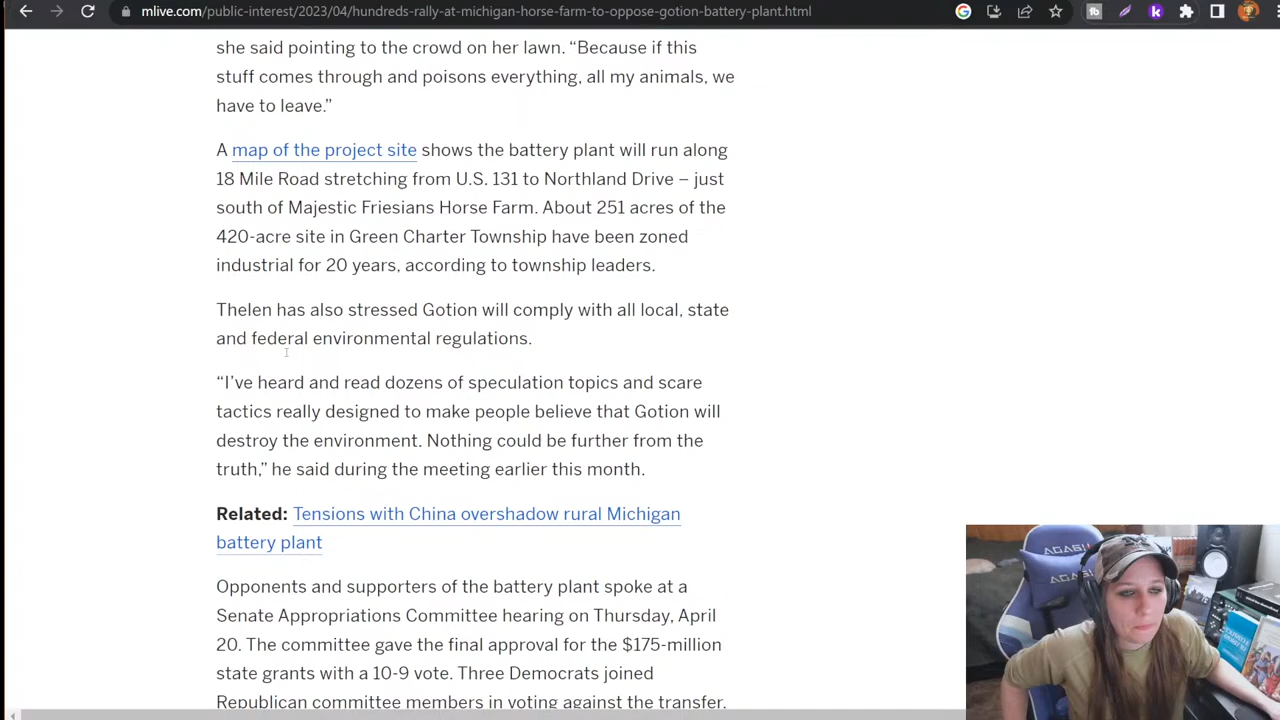 mlive.com/public-interest/2023/04/hundreds-rally-at-michigan-horse-farm-to-oppose-gotion-battery-plant.html
she said pointing to the crowd on her lawn. “Because if this
stuff comes through and poisons everything, all my animals, we
have to leave.”
A map of the project site shows the battery plant will run along
18 Mile Road stretching from U.S. 131 to Northland Drive – just
south of Majestic Friesians Horse Farm. About 251 acres of the
420-acre site in Green Charter Township have been zoned
industrial for 20 years, according to township leaders.
Thelen has also stressed Gotion will comply with all local, state
and federal environmental regulations.
“I’ve heard and read dozens of speculation topics and scare
tactics really designed to make people believe that Gotion will
destroy the environment. Nothing could be further from the
truth,” he said during the meeting earlier this month.
Related: Tensions with China overshadow rural Michigan
battery plant
Opponents and supporters of the battery plant spoke at a
Senate Appropriations Committee hearing on Thursday, April
20. The committee gave the final approval for the $175-million
state grants with a 10-9 vote. Three Democrats joined
Republican committee members in voting against the transfer.